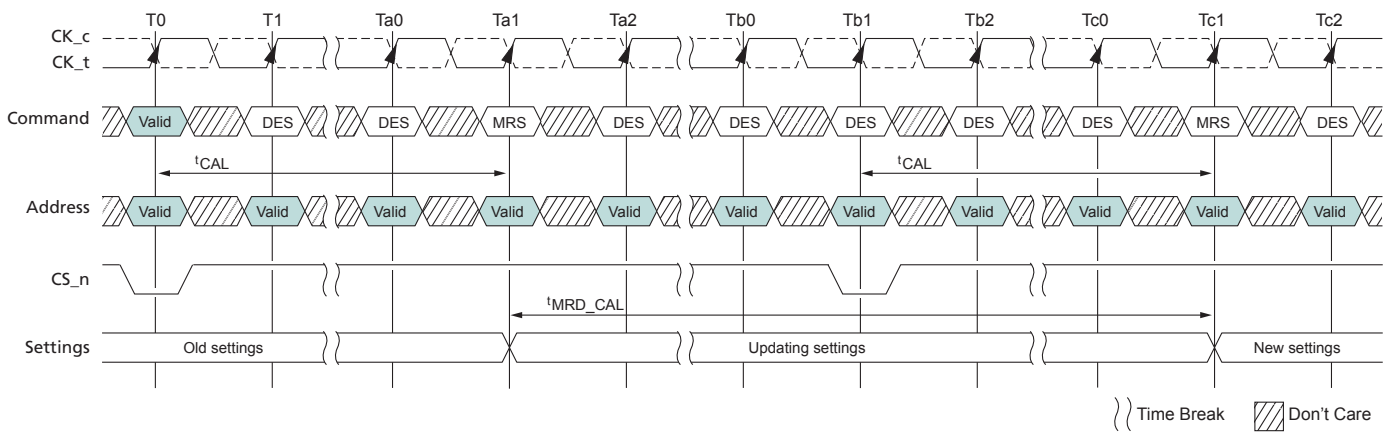 T0 T1 Ta0 Ta1 Ta2 Tb0 Tb1 Tb2 Tc0 Tc1 Tc2
CK_c
CK_t
Command Valid DES DES MRS DES DES DES DES DES MRS DES
tCAL tCAL
Address Valid Valid Valid Valid Valid Valid Valid Valid Valid Valid Valid
CS_n
tMRD_CAL
Settings Old settings Updating settings New settings
Time Break Don't Care